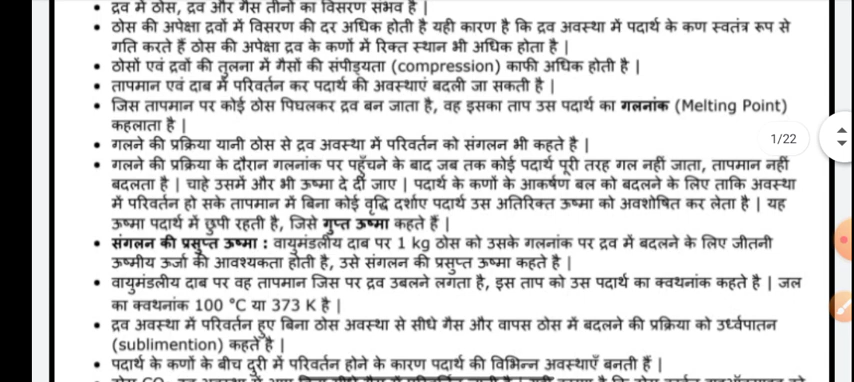 द्रव में ठोस, द्रव और गैस तीनों का विसरण संभव है |
ठोस की अपेक्षा द्रवों में विसरण की दर अधिक होती है यही कारण है कि द्रव अवस्था में पदार्थ के कण स्वतंत्र रूप से
गति करते हैं ठोस की अपेक्षा द्रव के कणों में रिक्त स्थान भी अधिक होता है |
ठोसों एवं द्रवों की तुलना में गैसों की संपीड्यता (compression) काफी अधिक होती है |
तापमान एवं दाब में परिवर्तन कर पदार्थ की अवस्थाएं बदली जा सकती है |
जिस तापमान पर कोई ठोस पिघलकर द्रव बन जाता है, वह इसका ताप उस पदार्थ का गलनांक (Melting Point)
कहलाता है |
1/22
गलने की प्रक्रिया यानी ठोस से द्रव अवस्था में परिवर्तन को संगलन भी कहते है |
गलने की प्रक्रिया के दौरान गलनांक पर पहुँचने के बाद जब तक कोई पदार्थ पूरी तरह गल नहीं जाता, तापमान नहीं
बदलता है | चाहे उसमें और भी ऊष्मा दे दी जाए | पदार्थ के कणों के आकर्षण बल को बदलने के लिए ताकि अवस्था
में परिवर्तन हो सके तापमान में बिना कोई वृद्धि दर्शाए पदार्थ उस अतिरिक्त ऊष्मा को अवशोषित कर लेता है | यह
ऊष्मा पदार्थ में छुपी रहती है, जिसे गुप्त ऊष्मा कहते हैं |
संगलन की प्रसुप्त ऊष्मा : वायुमंडलीय दाब पर 1 kg ठोस को उसके गलनांक पर द्रव में बदलने के लिए जीतनी
ऊष्मीय ऊर्जा की आवश्यकता होती है, उसे संगलन की प्रसुप्त ऊष्मा कहते है |
वायुमंडलीय दाब पर वह तापमान जिस पर द्रव उबलने लगता है, इस ताप को उस पदार्थ का क्वथनांक कहते है | जल
का क्वथनांक 100 °C या 373 K है |
द्रव अवस्था में परिवर्तन हुए बिना ठोस अवस्था से सीधे गैस और वापस ठोस में बदलने की प्रक्रिया को उर्ध्वपातन
(sublimention) कहते है |
पदार्थ के कणों के बीच दुरी में परिवर्तन होने के कारण पदार्थ की विभिन्न अवस्थाएँ बनती हैं |